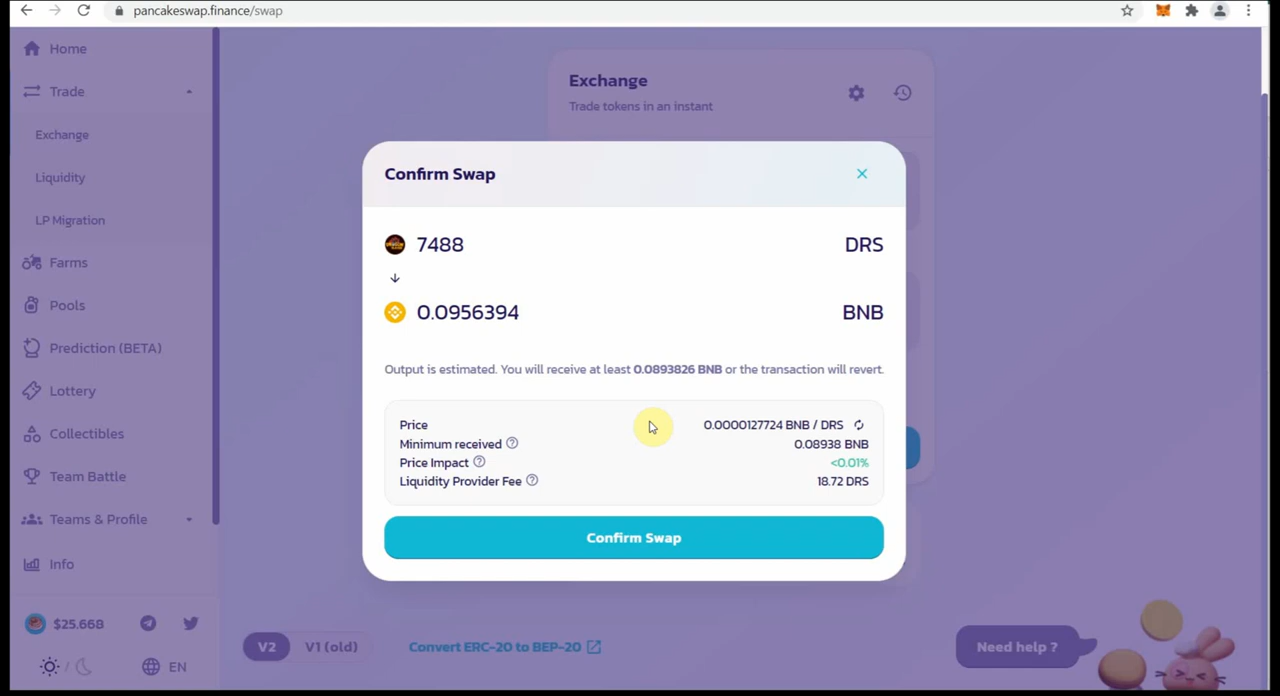 pancakeswap.finance/swap
Home
Trade
Exchange
Liquidity
LP Migration
Farms
Pools
Prediction (BETA)
Lottery
Collectibles
Team Battle
Teams & Profile
Info
$25.668
EN
Exchange
Trade tokens in an instant
Confirm Swap
7488 DRS
0.0956394 BNB
Output is estimated. You will receive at least 0.0893826 BNB or the transaction will revert.
Price 0.0000127724 BNB / DRS
Minimum received 0.08938 BNB
Price Impact <0.01%
Liquidity Provider Fee 18.72 DRS
Confirm Swap
V2 V1 (old) Convert ERC-20 to BEP-20
Need help ?